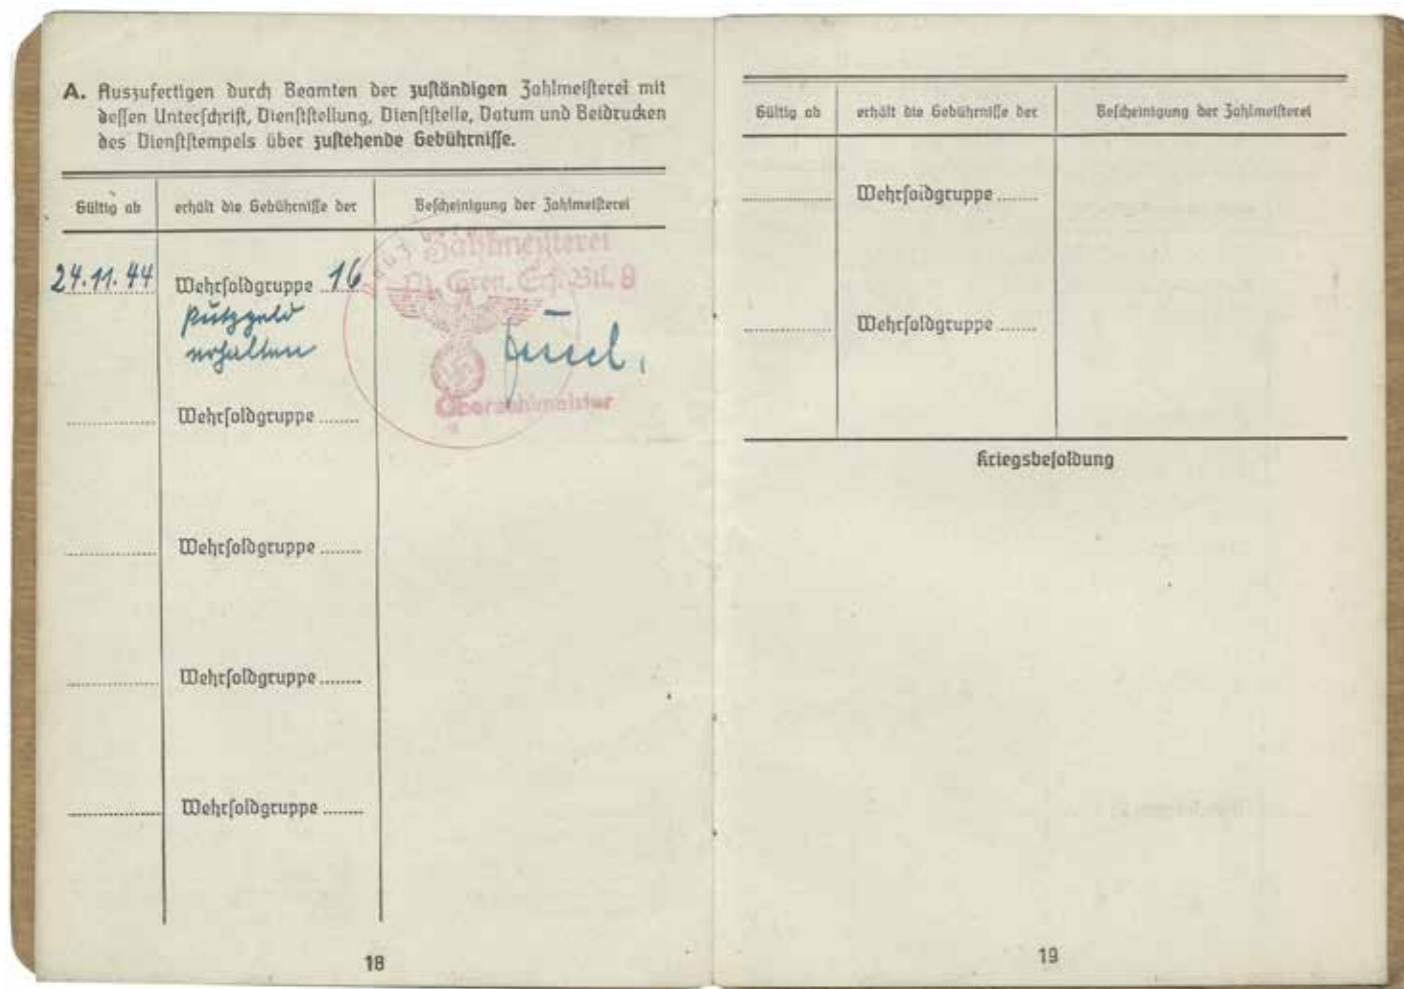 A. Auszufertigen durch Beamten der zuständigen Zahlmeisterei mit
dessen Unterschrift, Dienststellung, Dienststelle, Datum und Beidrucken
des Dienststempels über zustehende Gebührnisse.
Gültig ab erhält die Gebührnisse der Bescheinigung der Zahlmeisterei
24.11.44 Wehrsoldgruppe 16
Putzgeld
erhalten
Zahlmeisterei
Pz. Gren. Ers. Btl. 8
Oberzahlmeister
Wehrsoldgruppe ........
Wehrsoldgruppe ........
Wehrsoldgruppe ........
Wehrsoldgruppe ........
18
Gültig ab erhält die Gebührnisse der Bescheinigung der Zahlmeisterei
Wehrsoldgruppe ........
Wehrsoldgruppe ........
Kriegsbesoldung
19